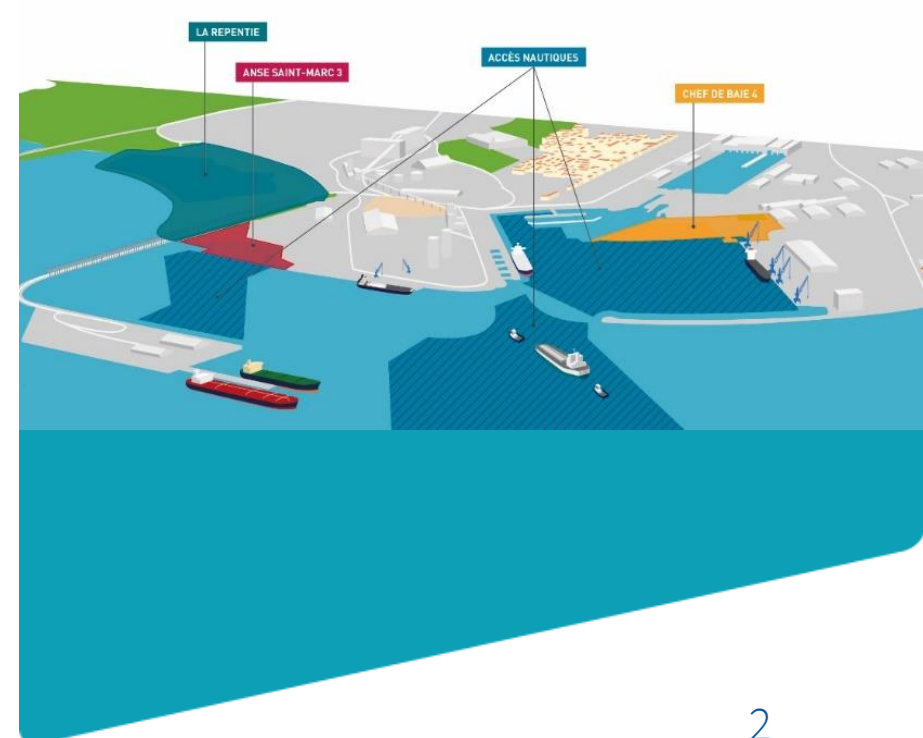 LA REPENTIE
ANSE SAINT-MARC 3
ACCÈS NAUTIQUES
CHEF DE BAIE 4
2